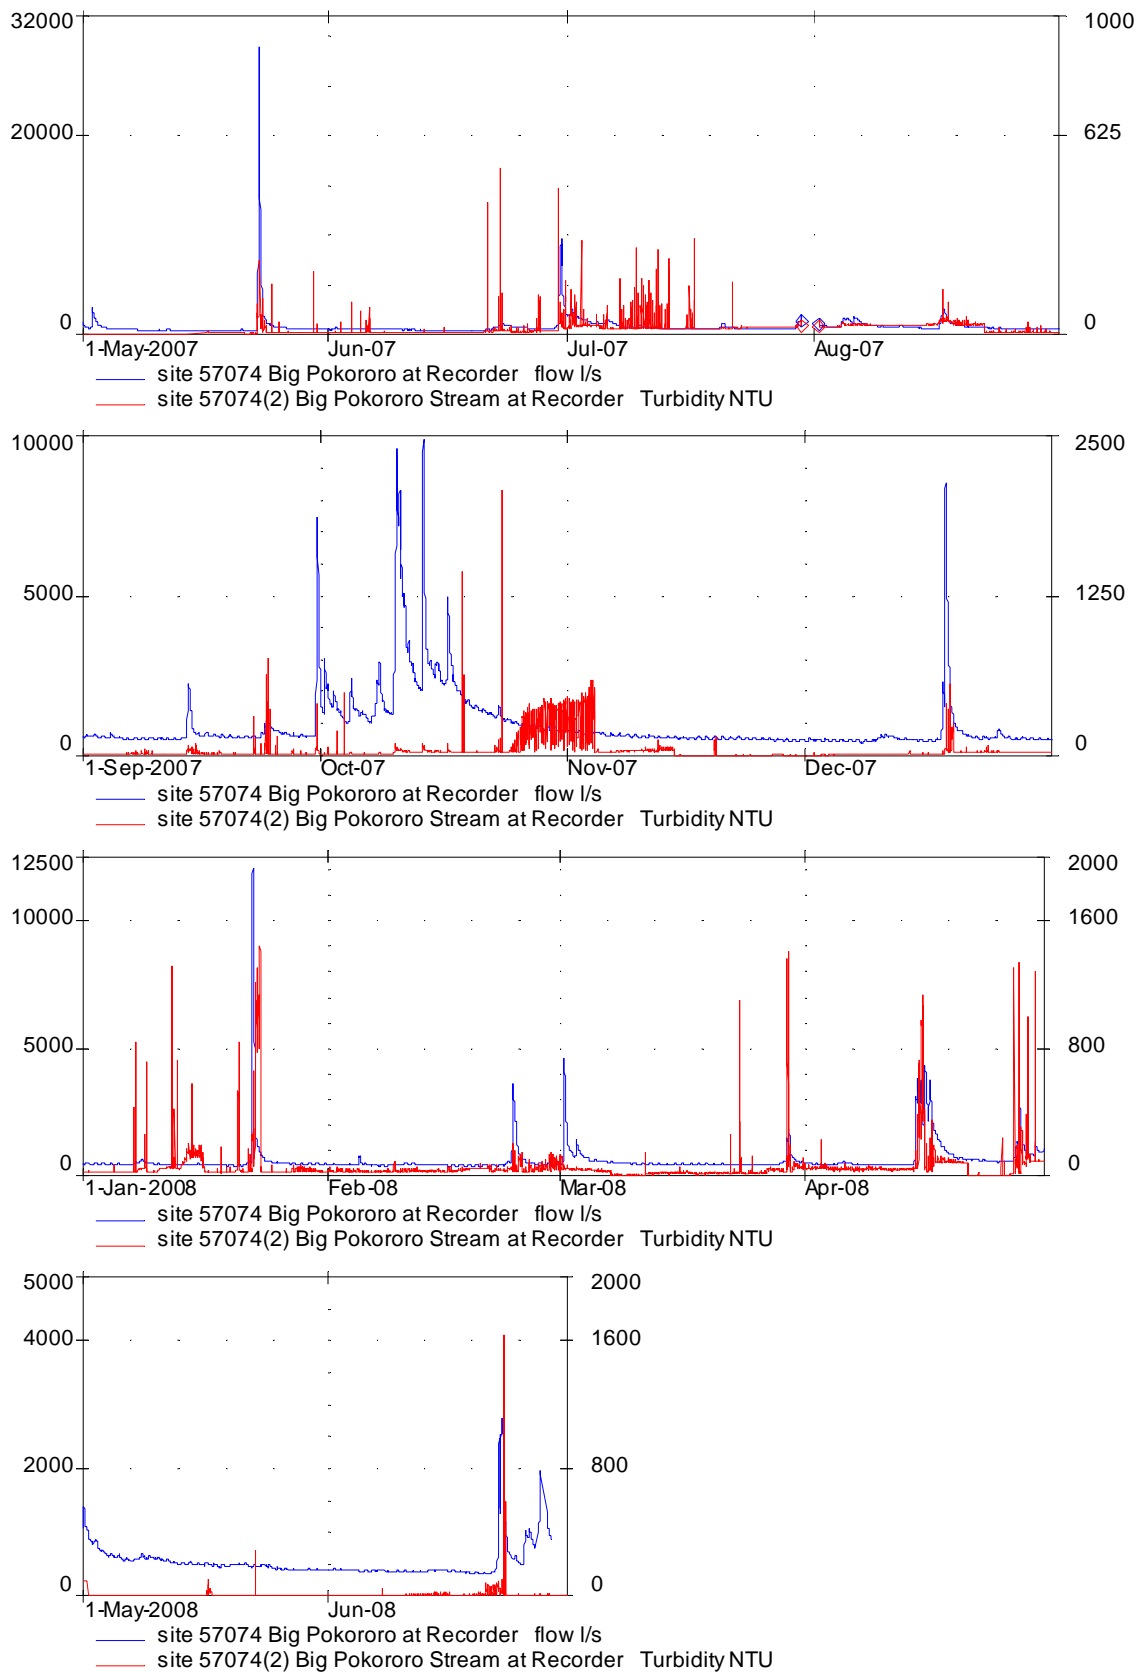 32000 1000
20000 625
0 0
1-May-2007 Jun-07 Jul-07 Aug-07
site 57074 Big Pokororo at Recorder flow l/s
site 57074(2) Big Pokororo Stream at Recorder Turbidity NTU
10000 2500
5000 1250
0 0
1-Sep-2007 Oct-07 Nov-07 Dec-07
site 57074 Big Pokororo at Recorder flow l/s
site 57074(2) Big Pokororo Stream at Recorder Turbidity NTU
12500 2000
10000 1600
5000 800
0 0
1-Jan-2008 Feb-08 Mar-08 Apr-08
site 57074 Big Pokororo at Recorder flow l/s
site 57074(2) Big Pokororo Stream at Recorder Turbidity NTU
5000 2000
4000 1600
2000 800
0 0
1-May-2008 Jun-08
site 57074 Big Pokororo at Recorder flow l/s
site 57074(2) Big Pokororo Stream at Recorder Turbidity NTU